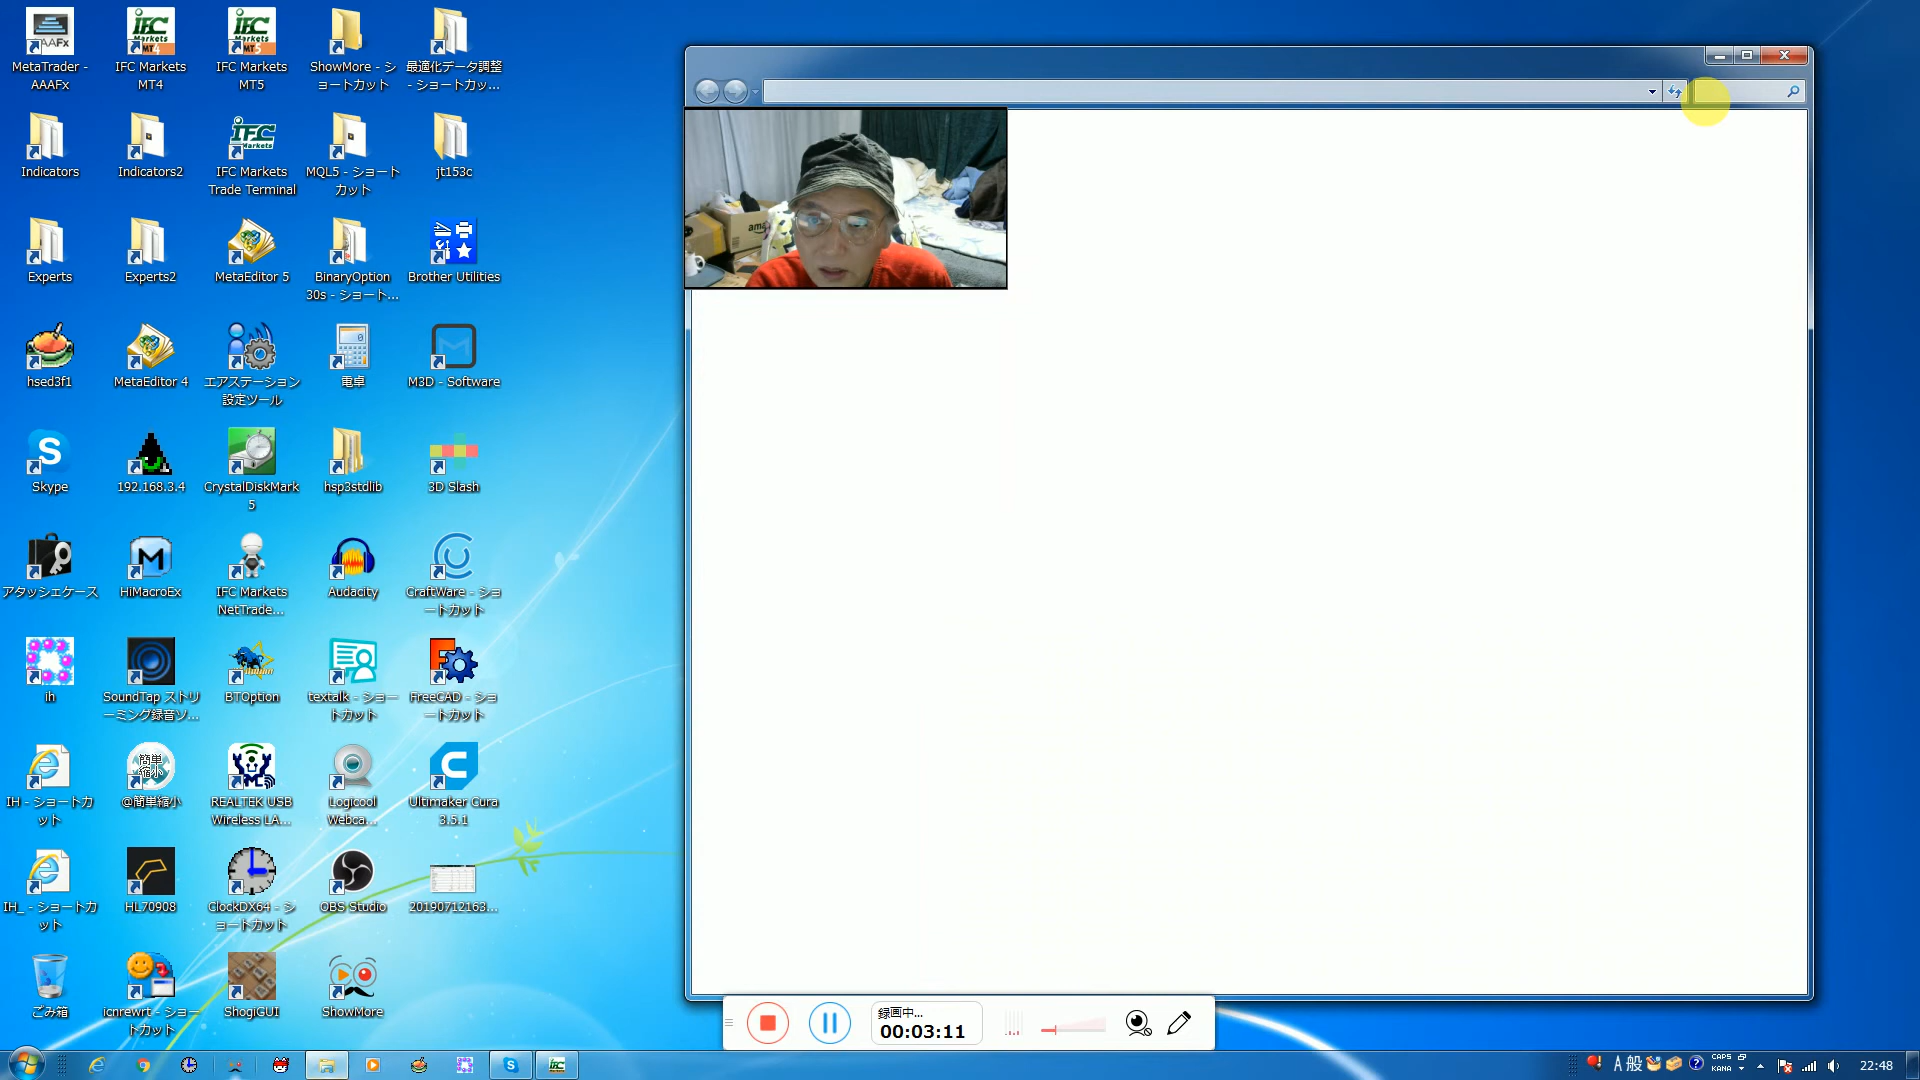 MetaTrader -
AAAFx
IFC Markets
MT4
IFC Markets
MT5
ShowMore - シ
ョートカット
最適化データ調整
- ショートカッ...
Indicators
Indicators2
IFC Markets
Trade Terminal
MQL5 - ショート
カット
jt153c
Experts
Experts2
MetaEditor 5
BinaryOption
30s - ショート...
Brother Utilities
hsed3f1
MetaEditor 4
エアステーション
設定ツール
電卓
M3D - Software
Skype
192.168.3.4
CrystalDiskMark
5
hsp3stdlib
3D Slash
アタッシェケース
HiMacroEx
IFC Markets
NetTrade...
Audacity
CraftWare - ショ
ートカット
ih
SoundTap ストリ
ーミング録音ソ...
BTOption
textalk - ショー
トカット
FreeCAD - ショ
ートカット
IH - ショートカ
ット
@簡単縮小
REALTEK USB
Wireless LA...
Logicool
Webca...
Ultimaker Cura
3.5.1
IH_ - ショートカ
ット
HL70908
ClockDX64 - シ
ョートカット
OBS Studio
20190712163...
ごみ箱
icnrewrt - ショー
トカット
ShogiGUI
ShowMore
録画中...
00:03:11
A 般
CAPS
KANA
22:48